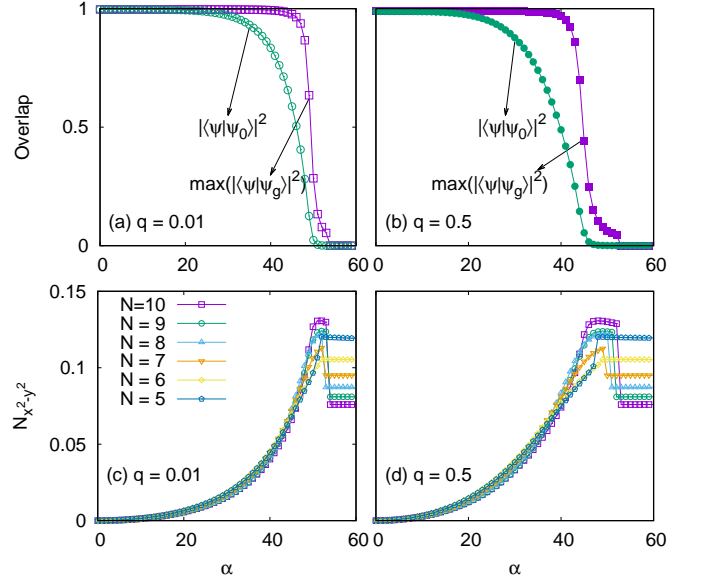 1
0.5
0
Overlap
|⟨ψ|ψ₀⟩|²
max(|⟨ψ|ψg⟩|²)
(a) q = 0.01
0 20 40 60
|⟨ψ|ψ₀⟩|²
max(|⟨ψ|ψg⟩|²)
(b) q = 0.5
0 20 40 60
0.15
0.1
0.05
0
Nx²-y²
N=10
N = 9
N = 8
N = 7
N = 6
N = 5
(c) q = 0.01
0 20 40 60
α
(d) q = 0.5
0 20 40 60
α